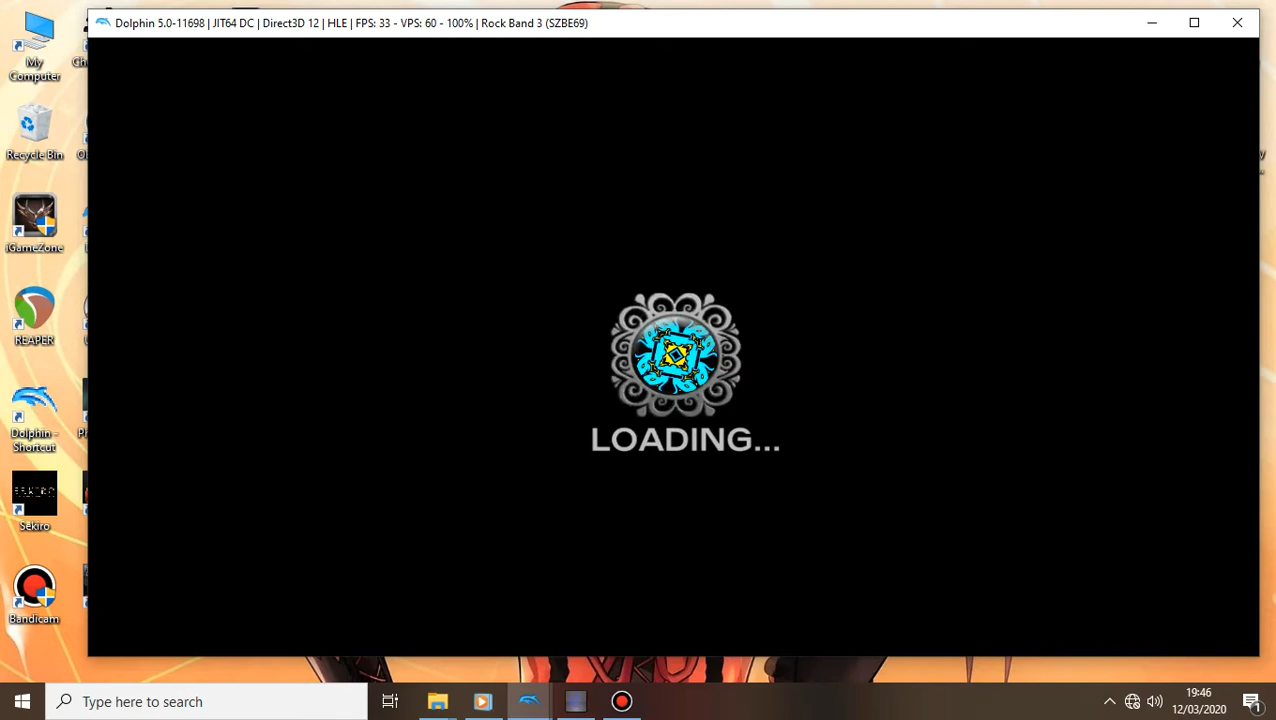 Dolphin 5.0-11698 | JIT64 DC | Direct3D 12 | HLE | FPS: 33 - VPS: 60 - 100% | Rock Band 3 (SZBE69)
My Computer
Recycle Bin
iGameZone
REAPER
Dolphin - Shortcut
Sekiro
Bandicam
LOADING...
Type here to search
19:46
12/03/2020
1